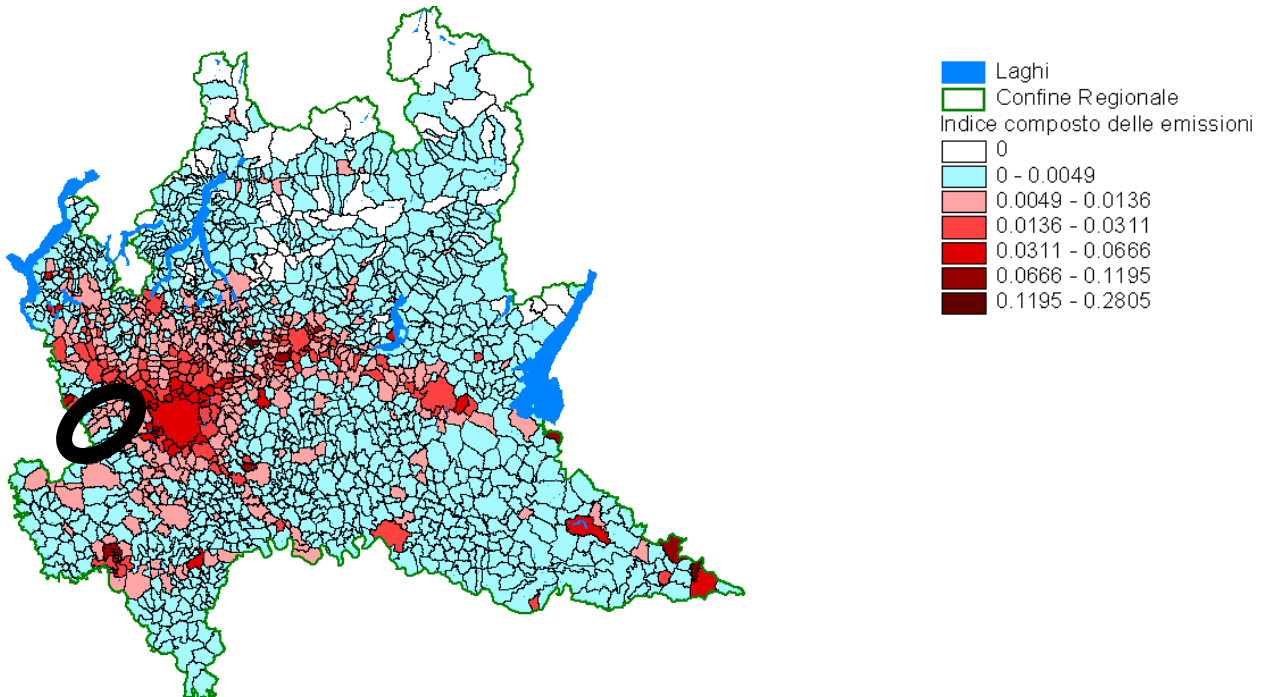 Laghi
Confine Regionale
Indice composto delle emissioni
0
0 - 0.0049
0.0049 - 0.0136
0.0136 - 0.0311
0.0311 - 0.0666
0.0666 - 0.1195
0.1195 - 0.2805